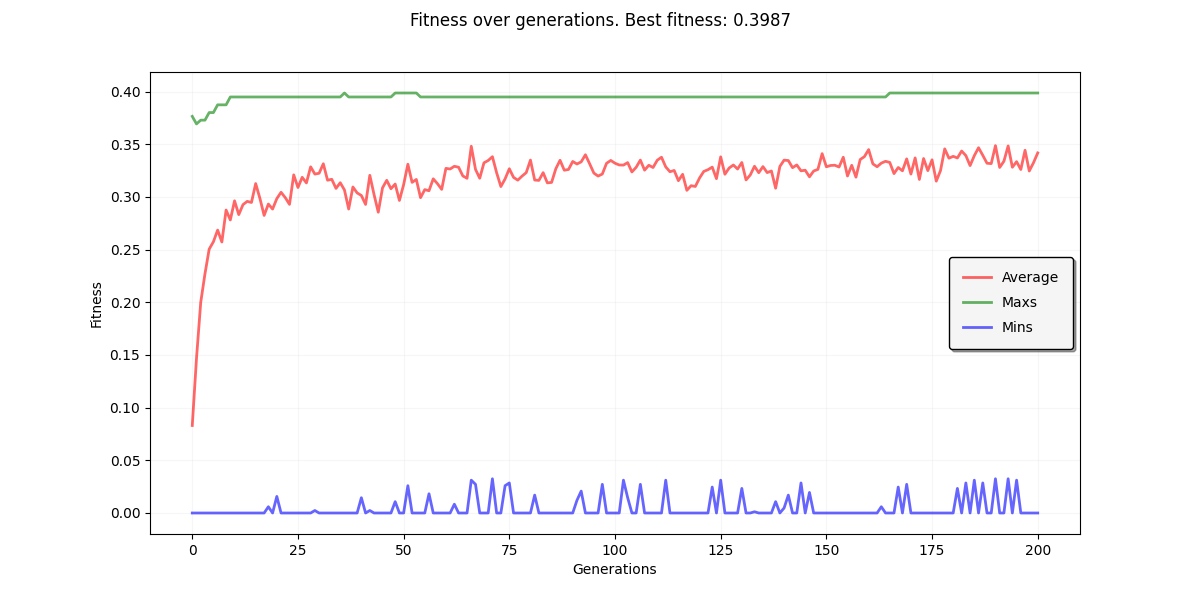 Fitness over generations. Best fitness: 0.3987
0.40
0.35
0.30
0.25
0.20
0.15
0.10
0.05
0.00
Fitness
Average
Maxs
Mins
0 25 50 75 100 125 150 175 200
Generations